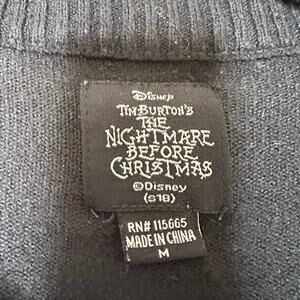 Disney
TIM BURTON'S
THE
NIGHTMARE
BEFORE
CHRISTMAS
©Disney
(S18)
RN# 115665
MADE IN CHINA
M